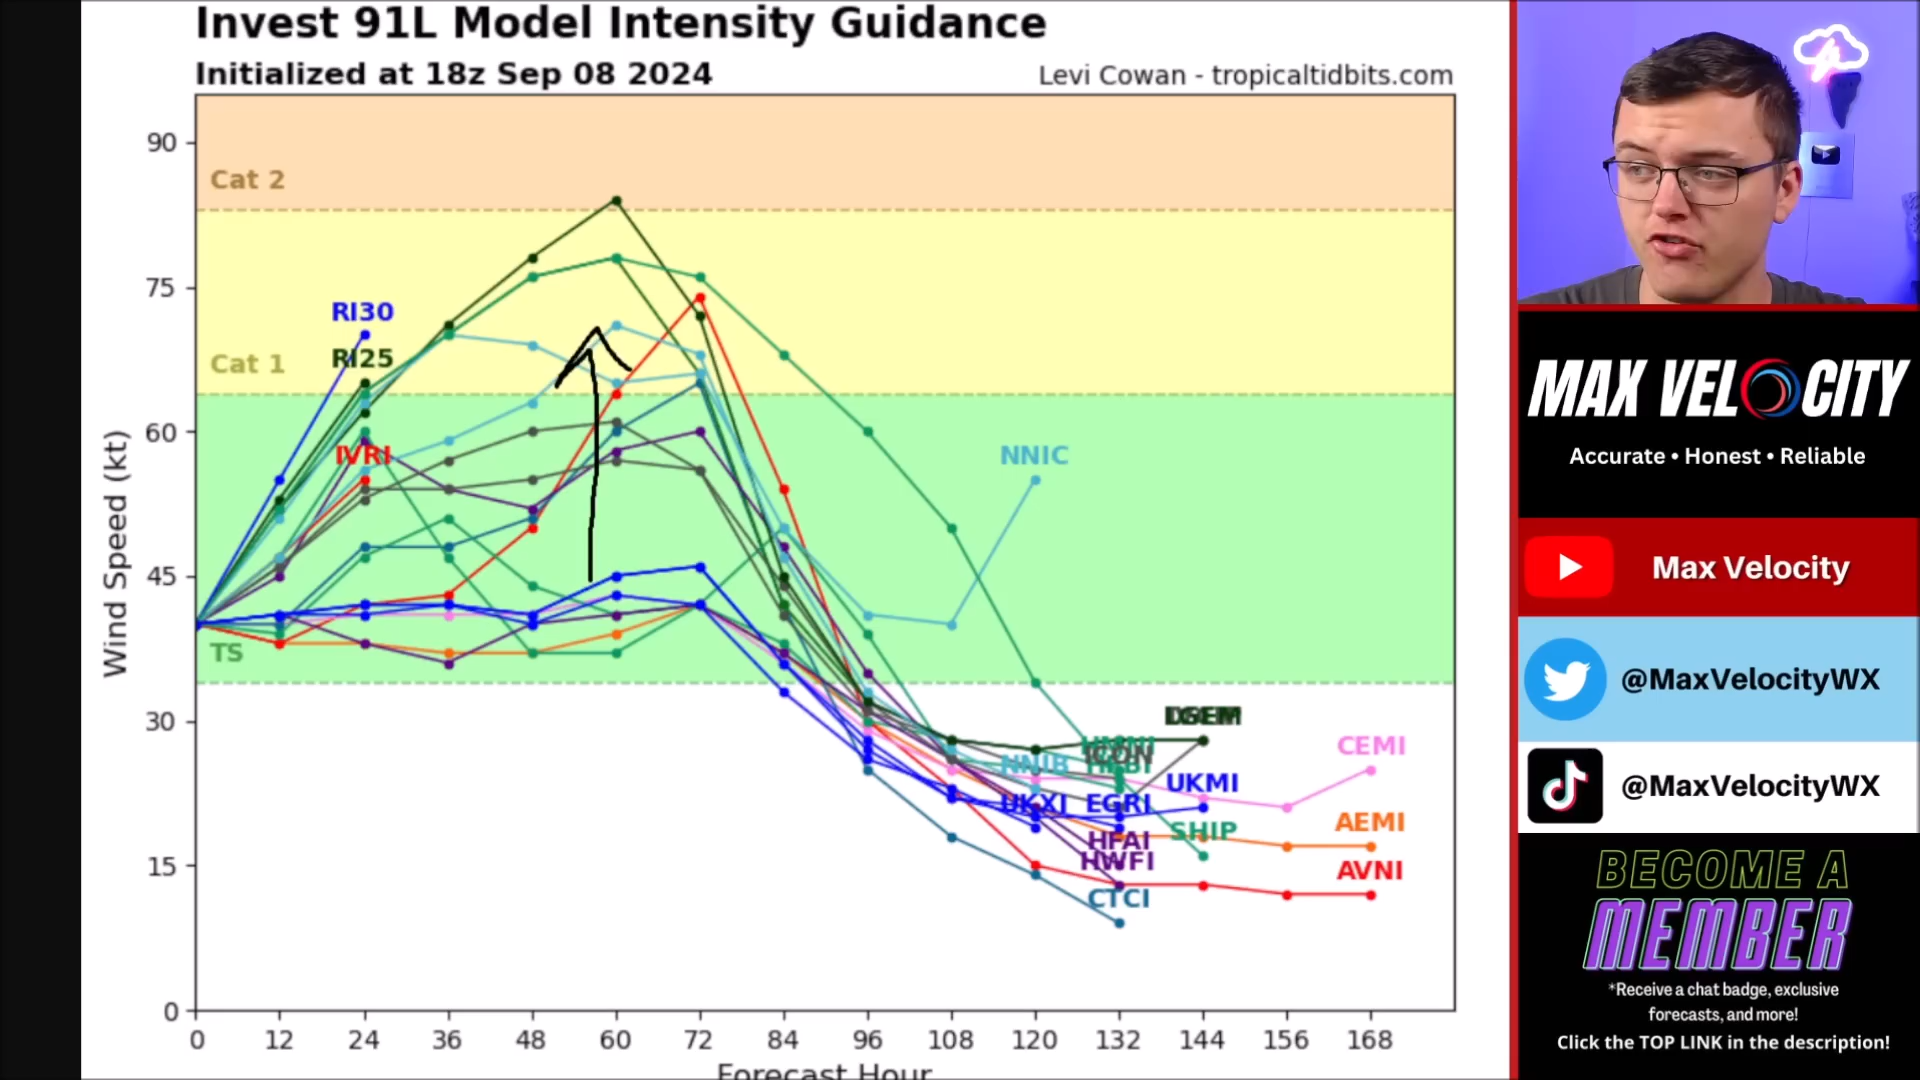 Invest 91L Model Intensity Guidance
Initialized at 18z Sep 08 2024
Levi Cowan - tropicaltidbits.com
Wind Speed (kt)
90
75
60
45
30
15
0
Cat 2
Cat 1
TS
RI30
RI25
IVRI
NNIC
LGEM
ICON
NNIB
CEMI
UKMI
UKXI
EGRI
AEMI
SHIP
HFAI
HWFI
AVNI
CTCI
0 12 24 36 48 60 72 84 96 108 120 132 144 156 168
Forecast Hour
MAX VELOCITY
Accurate • Honest • Reliable
Max Velocity
@MaxVelocityWX
@MaxVelocityWX
BECOME A
MEMBER
*Receive a chat badge, exclusive
forecasts, and more!
Click the TOP LINK in the description!